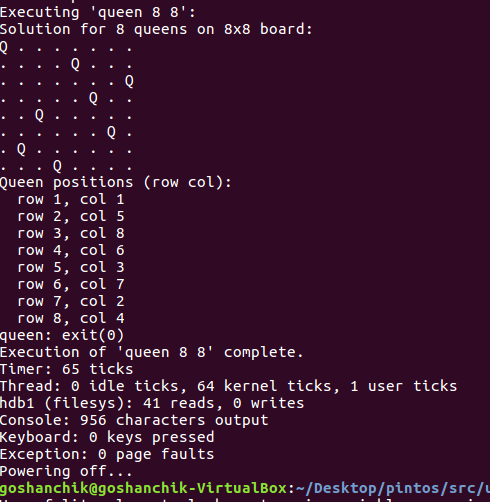 Executing 'queen 8 8':
Solution for 8 queens on 8x8 board:
Q . . . . . . .
. . . . Q . . .
. . . . . . . Q
. . . . . Q . .
. . Q . . . . .
. . . . . . Q .
. Q . . . . . .
. . . Q . . . .
Queen positions (row col):
  row 1, col 1
  row 2, col 5
  row 3, col 8
  row 4, col 6
  row 5, col 3
  row 6, col 7
  row 7, col 2
  row 8, col 4
queen: exit(0)
Execution of 'queen 8 8' complete.
Timer: 65 ticks
Thread: 0 idle ticks, 64 kernel ticks, 1 user ticks
hdb1 (filesys): 41 reads, 0 writes
Console: 956 characters output
Keyboard: 0 keys pressed
Exception: 0 page faults
Powering off...
goshanchik@goshanchik-VirtualBox:~/Desktop/pintos/src/u